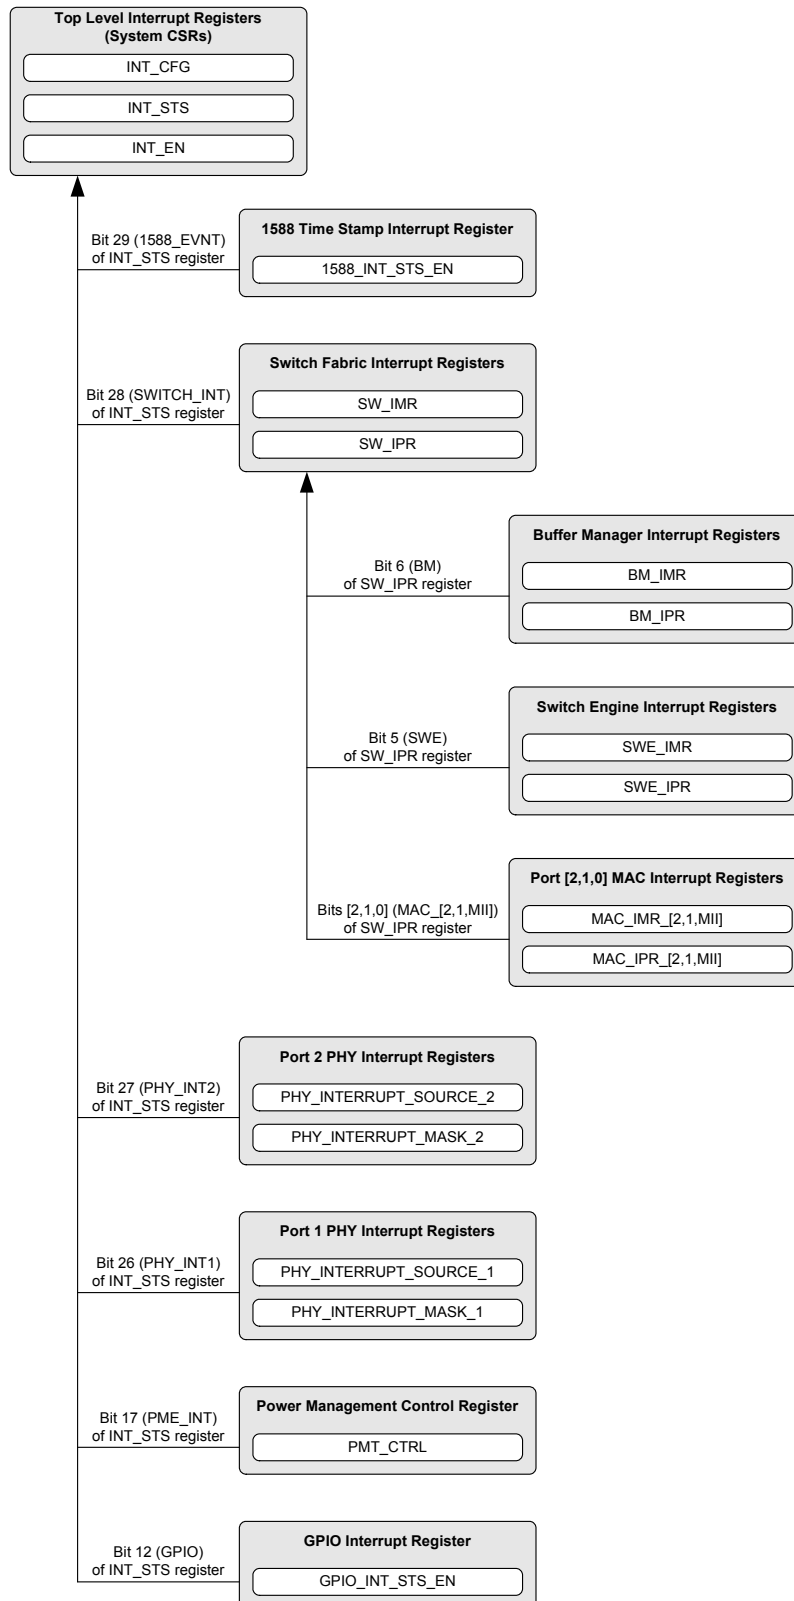 Top Level Interrupt Registers
(System CSRs)
INT_CFG
INT_STS
INT_EN
Bit 29 (1588_EVNT)
of INT_STS register
1588 Time Stamp Interrupt Register
1588_INT_STS_EN
Bit 28 (SWITCH_INT)
of INT_STS register
Switch Fabric Interrupt Registers
SW_IMR
SW_IPR
Bit 6 (BM)
of SW_IPR register
Buffer Manager Interrupt Registers
BM_IMR
BM_IPR
Bit 5 (SWE)
of SW_IPR register
Switch Engine Interrupt Registers
SWE_IMR
SWE_IPR
Bits [2,1,0] (MAC_[2,1,MII])
of SW_IPR register
Port [2,1,0] MAC Interrupt Registers
MAC_IMR_[2,1,MII]
MAC_IPR_[2,1,MII]
Bit 27 (PHY_INT2)
of INT_STS register
Port 2 PHY Interrupt Registers
PHY_INTERRUPT_SOURCE_2
PHY_INTERRUPT_MASK_2
Bit 26 (PHY_INT1)
of INT_STS register
Port 1 PHY Interrupt Registers
PHY_INTERRUPT_SOURCE_1
PHY_INTERRUPT_MASK_1
Bit 17 (PME_INT)
of INT_STS register
Power Management Control Register
PMT_CTRL
Bit 12 (GPIO)
of INT_STS register
GPIO Interrupt Register
GPIO_INT_STS_EN